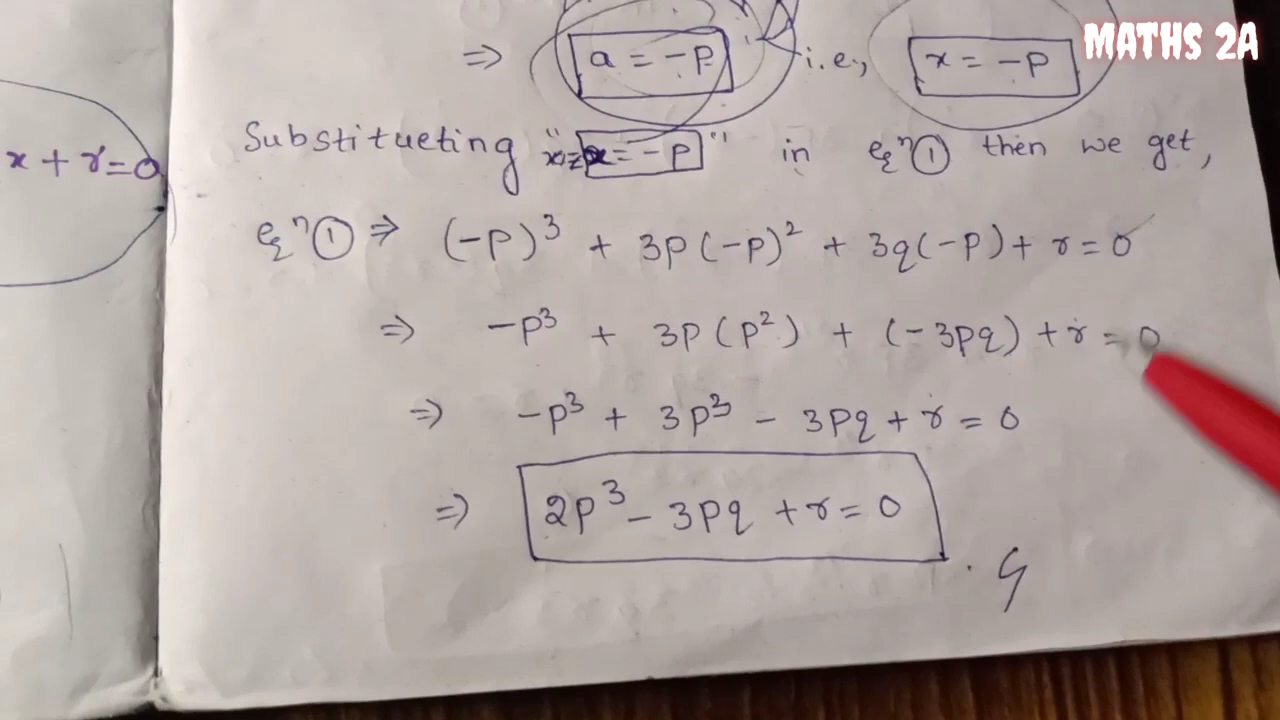 MATHS 2A
⇒ a = -p i.e., x = -p
x + r = 0
Substitueting "x = -p" in eqn ① then we get,
eqn ① ⇒ (-p)³ + 3p(-p)² + 3q(-p) + r = 0
⇒ -p³ + 3p(p²) + (-3pq) + r = 0
⇒ -p³ + 3p³ - 3pq + r = 0
⇒ 2p³ - 3pq + r = 0